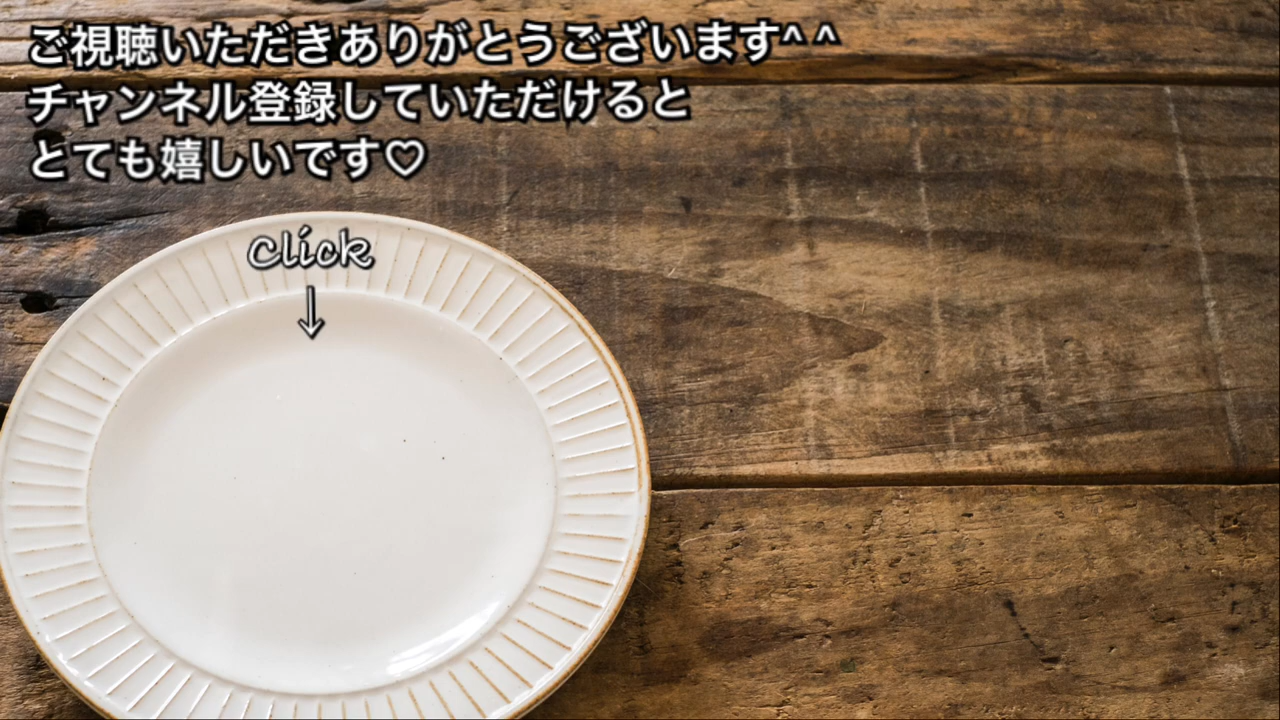 ご視聴いただきありがとうございます^ ^
チャンネル登録していただけると
とても嬉しいです♡
Click
↓